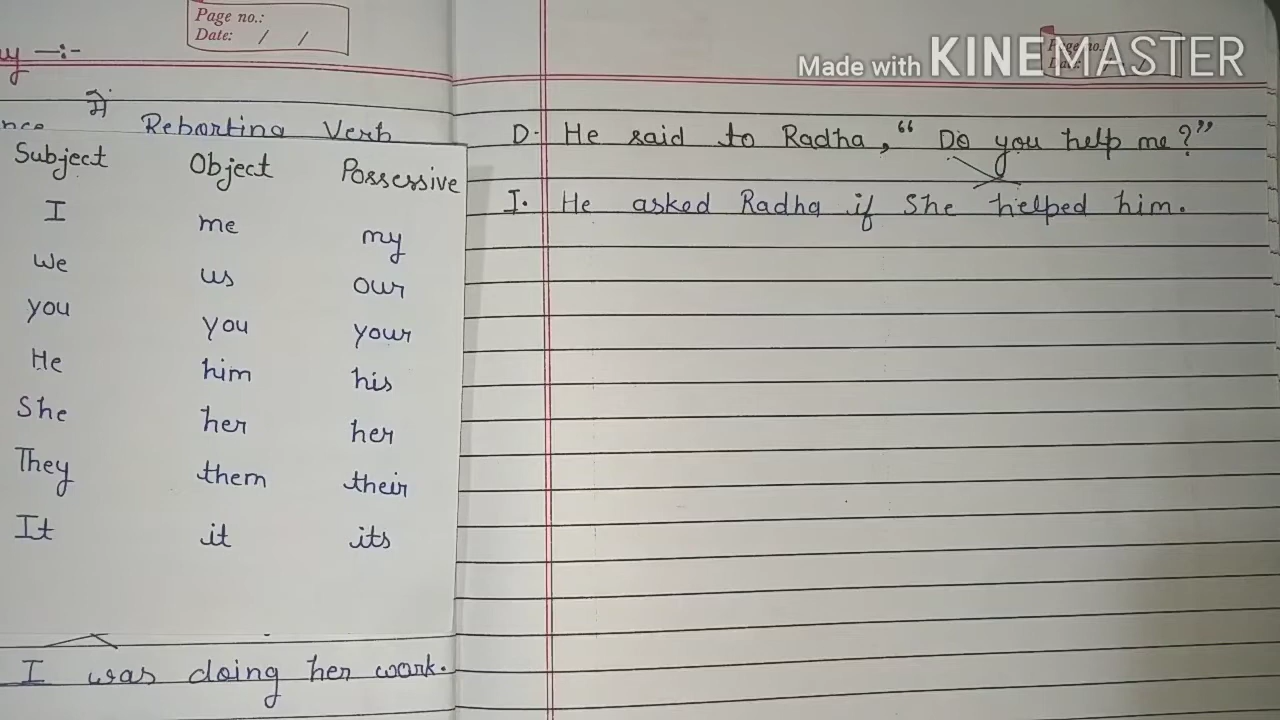 Page no.:
Date: / /
y -:-
में
nce Reborting Verb
Subject Object Possessive
I me my
we us our
you you your
He him his
She her her
They them their
It it its
I was doing her work.
Made with KINEMASTER
D- He said to Radha, “ Do you help me ?”
I. He asked Radha if She helped him.